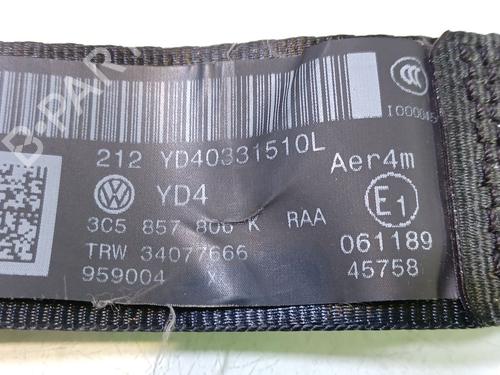 212 YD40331510L
Aer4m
YD4
E1
3C5 857 806 K RAA
061189
TRW 34077666
45758
959004 X